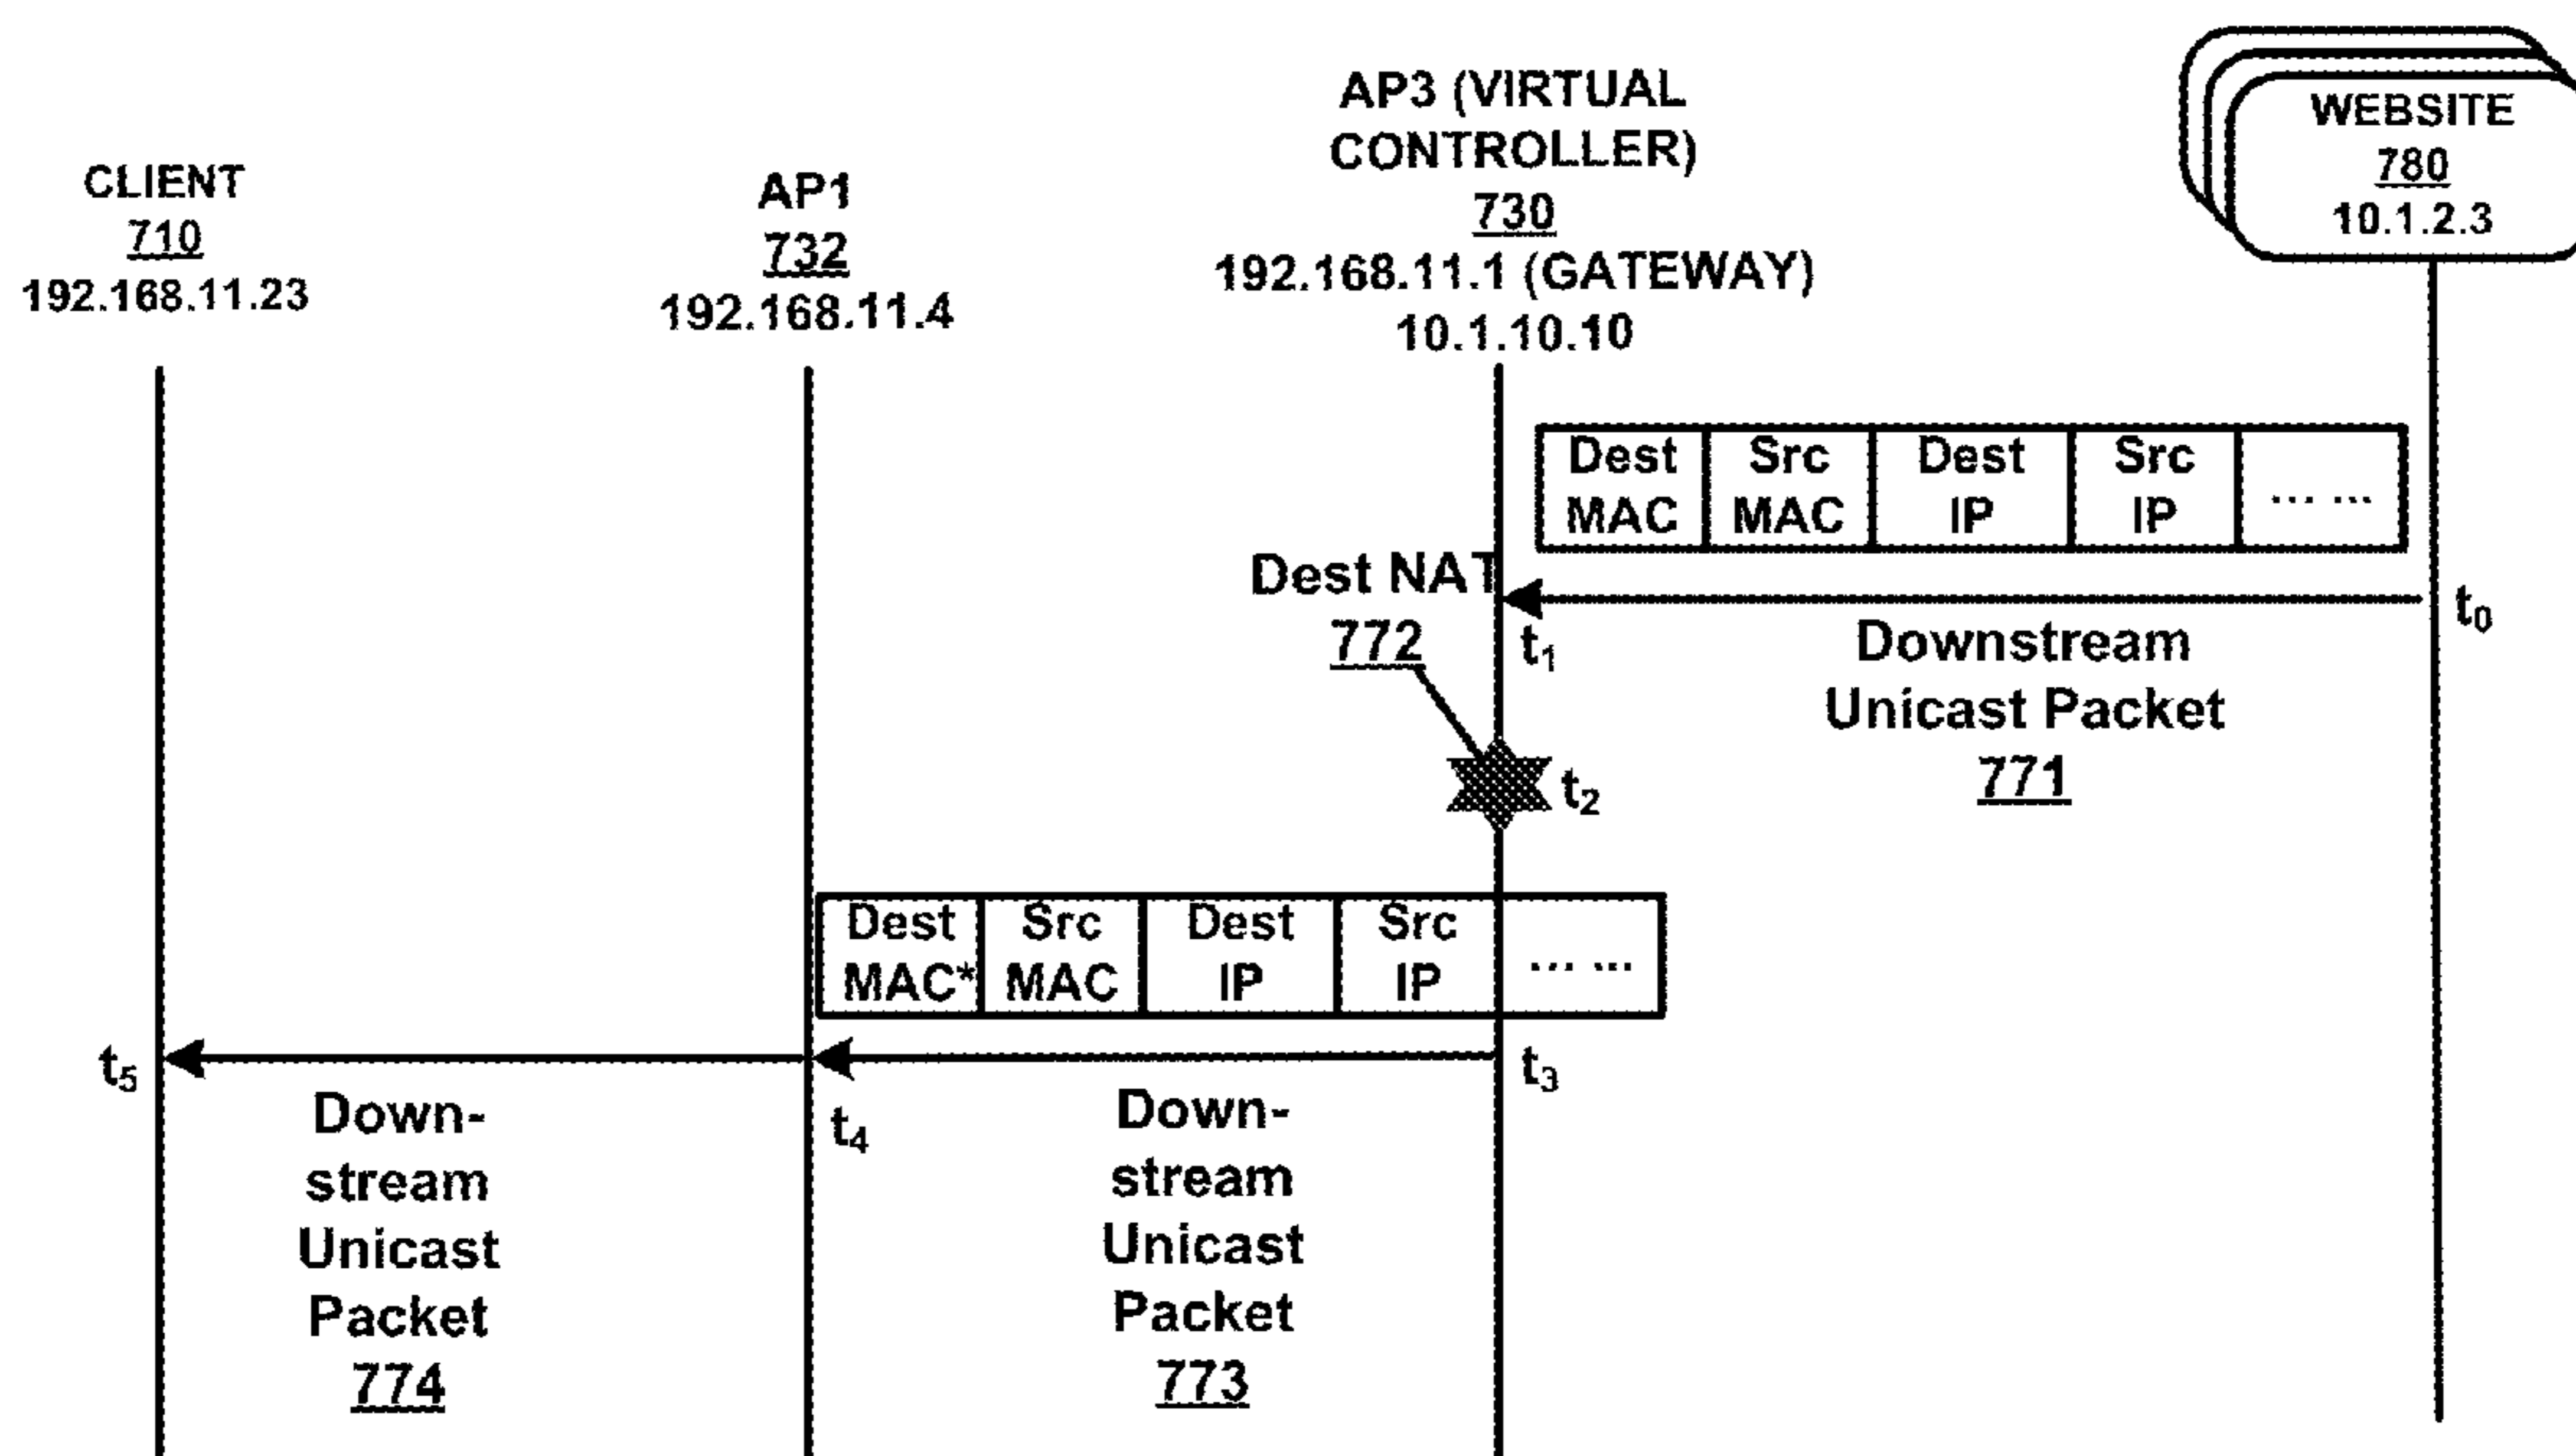 CLIENT
710
192.168.11.23
AP1
732
192.168.11.4
AP3 (VIRTUAL
CONTROLLER)
730
192.168.11.1 (GATEWAY)
10.1.10.10
WEBSITE
780
10.1.2.3
Dest MAC
Src MAC
Dest IP
Src IP
... ...
Dest NAT
772
t0
t1
Downstream
Unicast Packet
771
t2
Dest MAC*
Src MAC
Dest IP
Src IP
... ...
t3
t4
t5
Down-
stream
Unicast
Packet
774
Down-
stream
Unicast
Packet
773